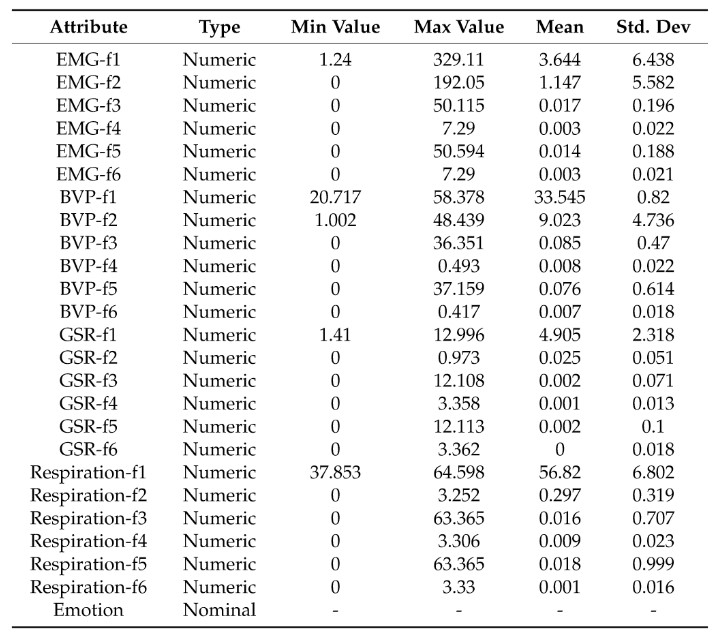 Attribute Type Min Value Max Value Mean Std. Dev
EMG-f1 Numeric 1.24 329.11 3.644 6.438
EMG-f2 Numeric 0 192.05 1.147 5.582
EMG-f3 Numeric 0 50.115 0.017 0.196
EMG-f4 Numeric 0 7.29 0.003 0.022
EMG-f5 Numeric 0 50.594 0.014 0.188
EMG-f6 Numeric 0 7.29 0.003 0.021
BVP-f1 Numeric 20.717 58.378 33.545 0.82
BVP-f2 Numeric 1.002 48.439 9.023 4.736
BVP-f3 Numeric 0 36.351 0.085 0.47
BVP-f4 Numeric 0 0.493 0.008 0.022
BVP-f5 Numeric 0 37.159 0.076 0.614
BVP-f6 Numeric 0 0.417 0.007 0.018
GSR-f1 Numeric 1.41 12.996 4.905 2.318
GSR-f2 Numeric 0 0.973 0.025 0.051
GSR-f3 Numeric 0 12.108 0.002 0.071
GSR-f4 Numeric 0 3.358 0.001 0.013
GSR-f5 Numeric 0 12.113 0.002 0.1
GSR-f6 Numeric 0 3.362 0 0.018
Respiration-f1 Numeric 37.853 64.598 56.82 6.802
Respiration-f2 Numeric 0 3.252 0.297 0.319
Respiration-f3 Numeric 0 63.365 0.016 0.707
Respiration-f4 Numeric 0 3.306 0.009 0.023
Respiration-f5 Numeric 0 63.365 0.018 0.999
Respiration-f6 Numeric 0 3.33 0.001 0.016
Emotion Nominal - - - -